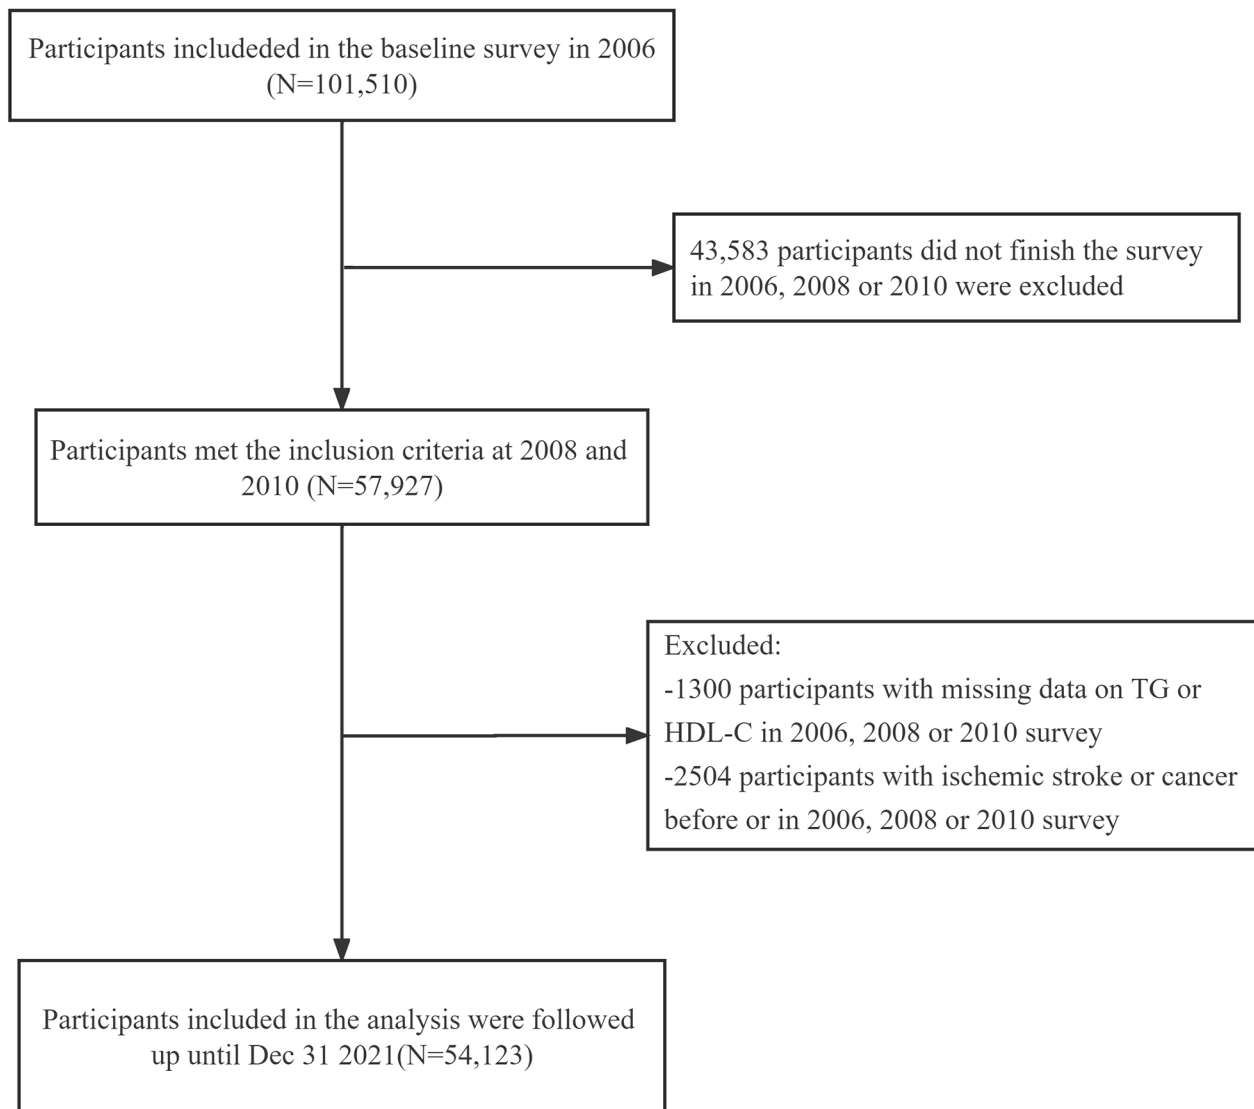 Participants includeded in the baseline survey in 2006
(N=101,510)
43,583 participants did not finish the survey
in 2006, 2008 or 2010 were excluded
Participants met the inclusion criteria at 2008 and
2010 (N=57,927)
Excluded:
-1300 participants with missing data on TG or
HDL-C in 2006, 2008 or 2010 survey
-2504 participants with ischemic stroke or cancer
before or in 2006, 2008 or 2010 survey
Participants included in the analysis were followed
up until Dec 31 2021(N=54,123)